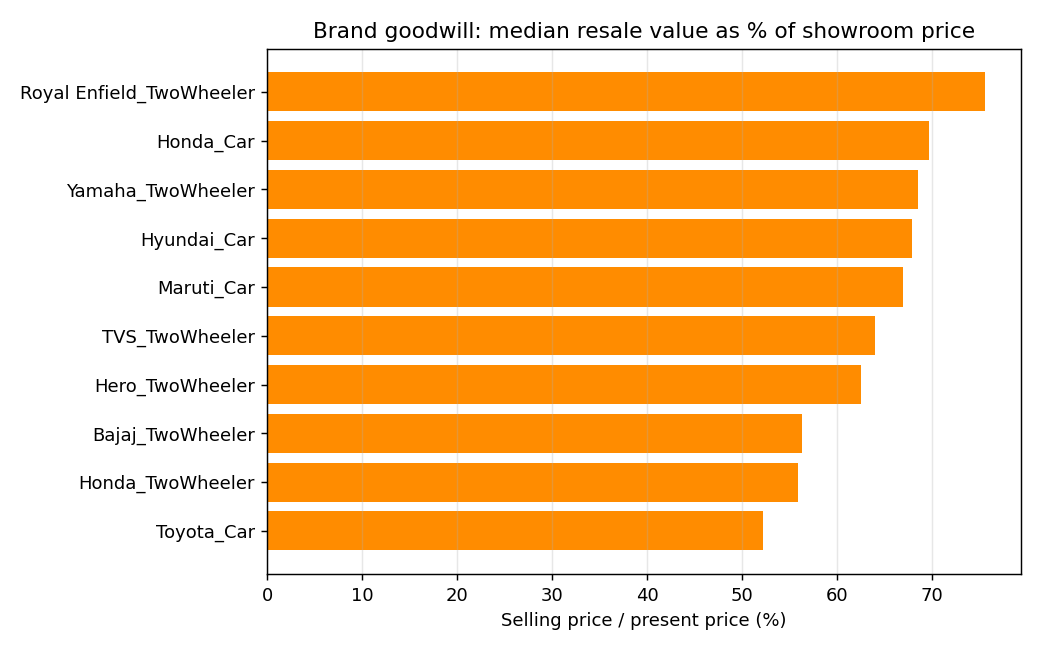 Brand goodwill: median resale value as % of showroom price
Royal Enfield_TwoWheeler
Honda_Car
Yamaha_TwoWheeler
Hyundai_Car
Maruti_Car
TVS_TwoWheeler
Hero_TwoWheeler
Bajaj_TwoWheeler
Honda_TwoWheeler
Toyota_Car
0 10 20 30 40 50 60 70
Selling price / present price (%)